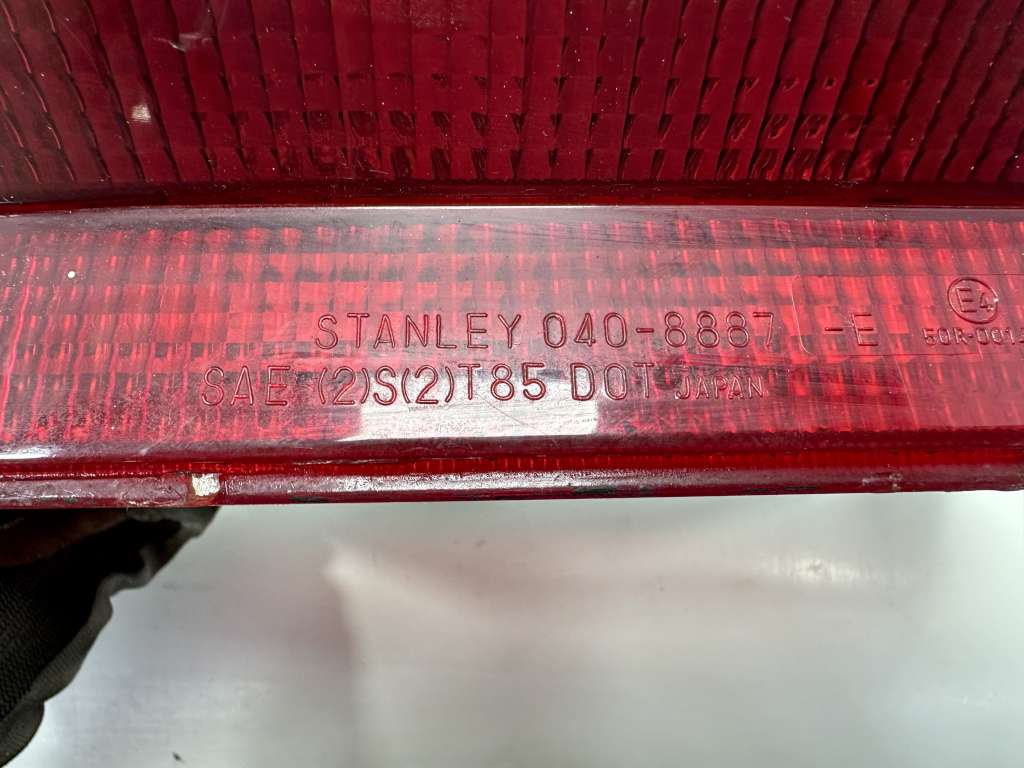 STANLEY 040-8887 -E
E4
SAE (2)S(2)T85 DOT JAPAN